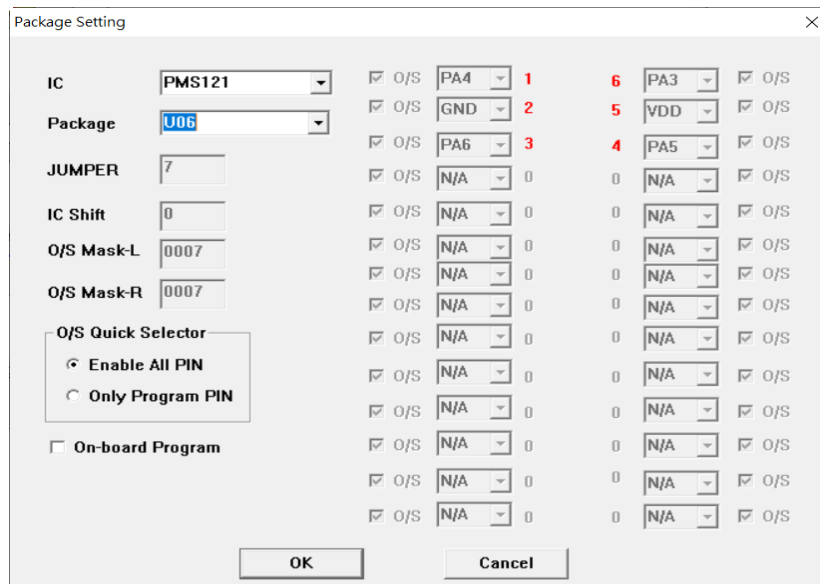 Package Setting
IC PMS121 O/S PA4 1 6 PA3 O/S
Package U06 O/S GND 2 5 VDD O/S
O/S PA6 3 4 PA5 O/S
JUMPER 7 O/S N/A 0 0 N/A O/S
IC Shift 0 O/S N/A 0 0 N/A O/S
O/S Mask-L 0007 O/S N/A 0 0 N/A O/S
O/S N/A 0 0 N/A O/S
O/S Mask-R 0007 O/S N/A 0 0 N/A O/S
O/S Quick Selector O/S N/A 0 0 N/A O/S
Enable All PIN O/S N/A 0 0 N/A O/S
Only Program PIN O/S N/A 0 0 N/A O/S
On-board Program O/S N/A 0 0 N/A O/S
O/S N/A 0 0 N/A O/S
O/S N/A 0 0 N/A O/S
OK Cancel